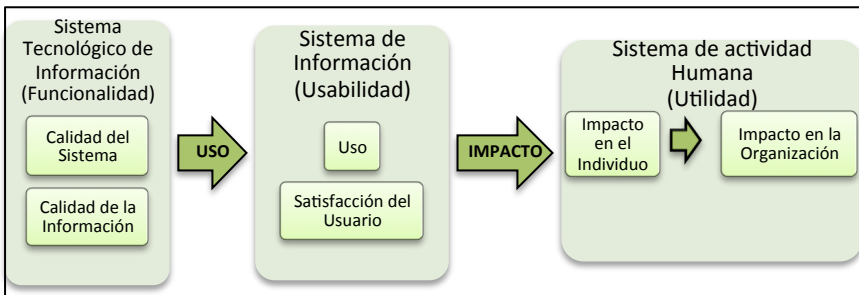 Sistema
Tecnológico de
Información
(Funcionalidad)
Calidad del
Sistema
Calidad de la
Información
USO
Sistema de
Información
(Usabilidad)
Uso
Satisfacción del
Usuario
IMPACTO
Sistema de actividad
Humana
(Utilidad)
Impacto
en el
Individuo
Impacto en la
Organización